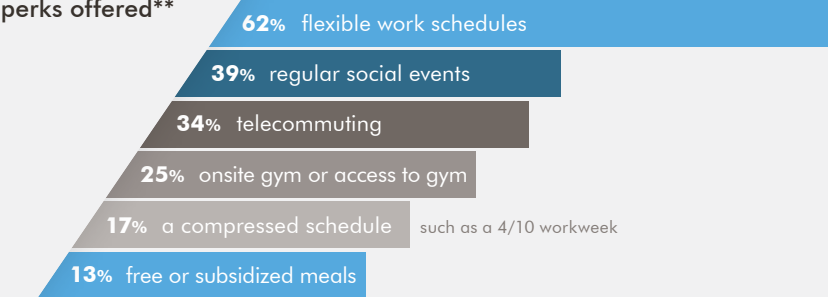 perks offered**
62% flexible work schedules
39% regular social events
34% telecommuting
25% onsite gym or access to gym
17% a compressed schedule such as a 4/10 workweek
13% free or subsidized meals